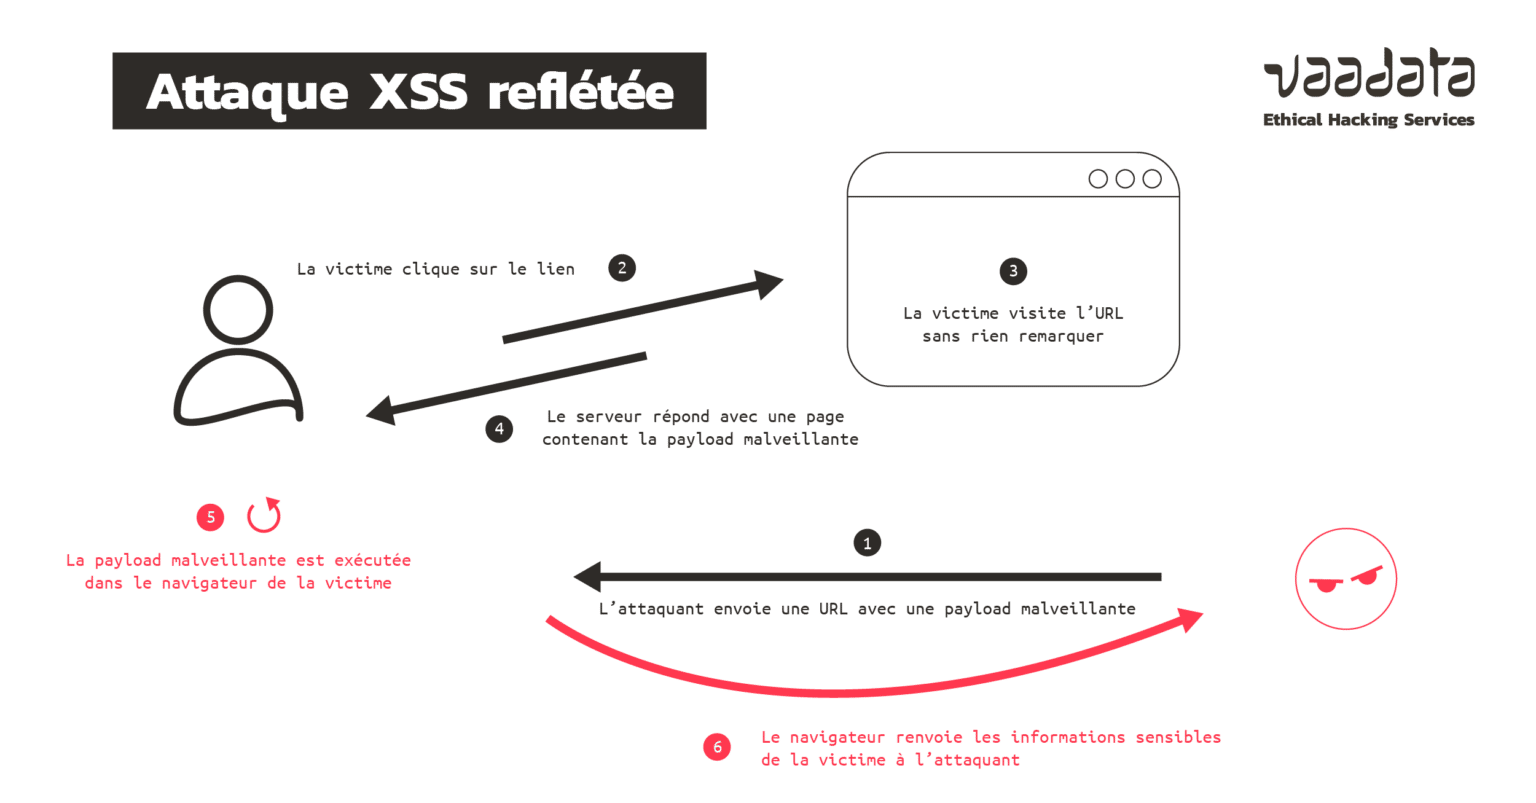 Attaque XSS reflétée
vaadata
Ethical Hacking Services
La victime clique sur le lien
2
3
La victime visite l’URL
sans rien remarquer
4
Le serveur répond avec une page
contenant la payload malveillante
5
La payload malveillante est exécutée
dans le navigateur de la victime
1
L’attaquant envoie une URL avec une payload malveillante
6
Le navigateur renvoie les informations sensibles
de la victime à l’attaquant